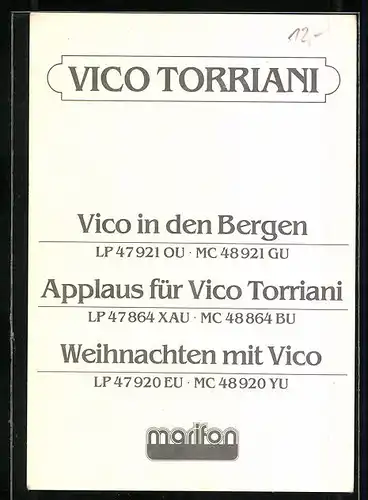 12,-
VICO TORRIANI
Vico in den Bergen
LP 47 921 OU · MC 48 921 GU
Applaus für Vico Torriani
LP 47 864 XAU · MC 48 864 BU
Weihnachten mit Vico
LP 47 920 EU · MC 48 920 YU
marifon